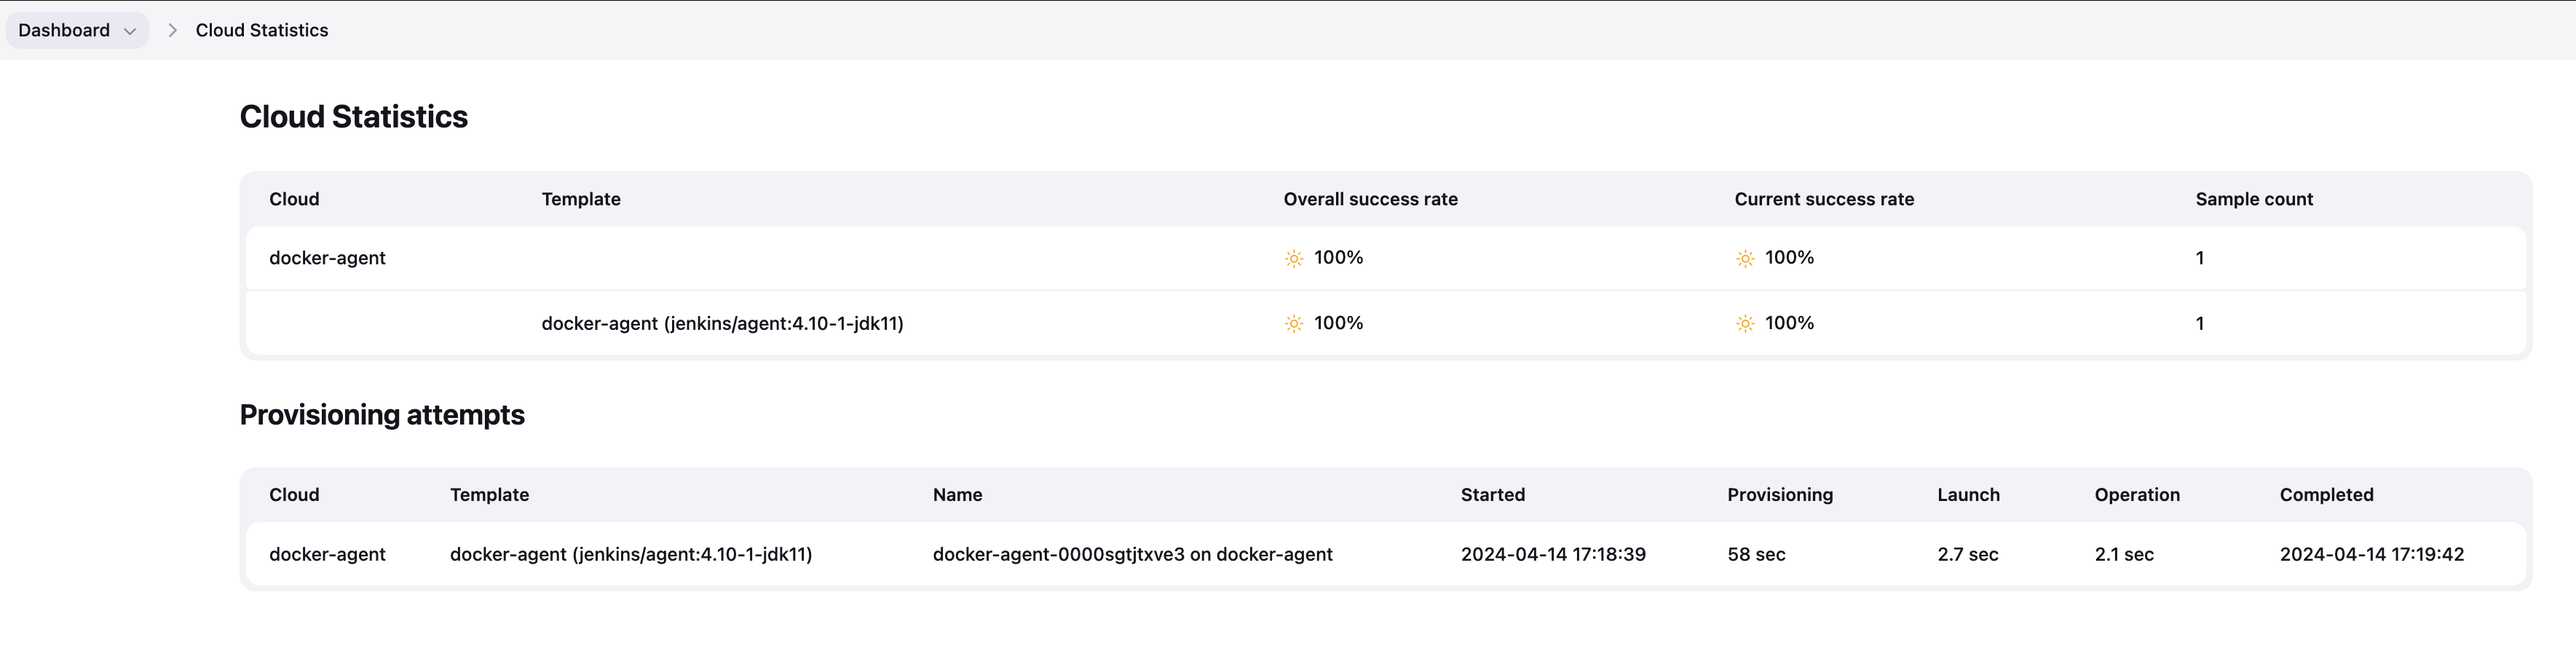 Dashboard Cloud Statistics
Cloud Statistics
Cloud Template Overall success rate Current success rate Sample count
docker-agent 100% 100% 1
docker-agent (jenkins/agent:4.10-1-jdk11) 100% 100% 1
Provisioning attempts
Cloud Template Name Started Provisioning Launch Operation Completed
docker-agent docker-agent (jenkins/agent:4.10-1-jdk11) docker-agent-0000sgtjtxve3 on docker-agent 2024-04-14 17:18:39 58 sec 2.7 sec 2.1 sec 2024-04-14 17:19:42